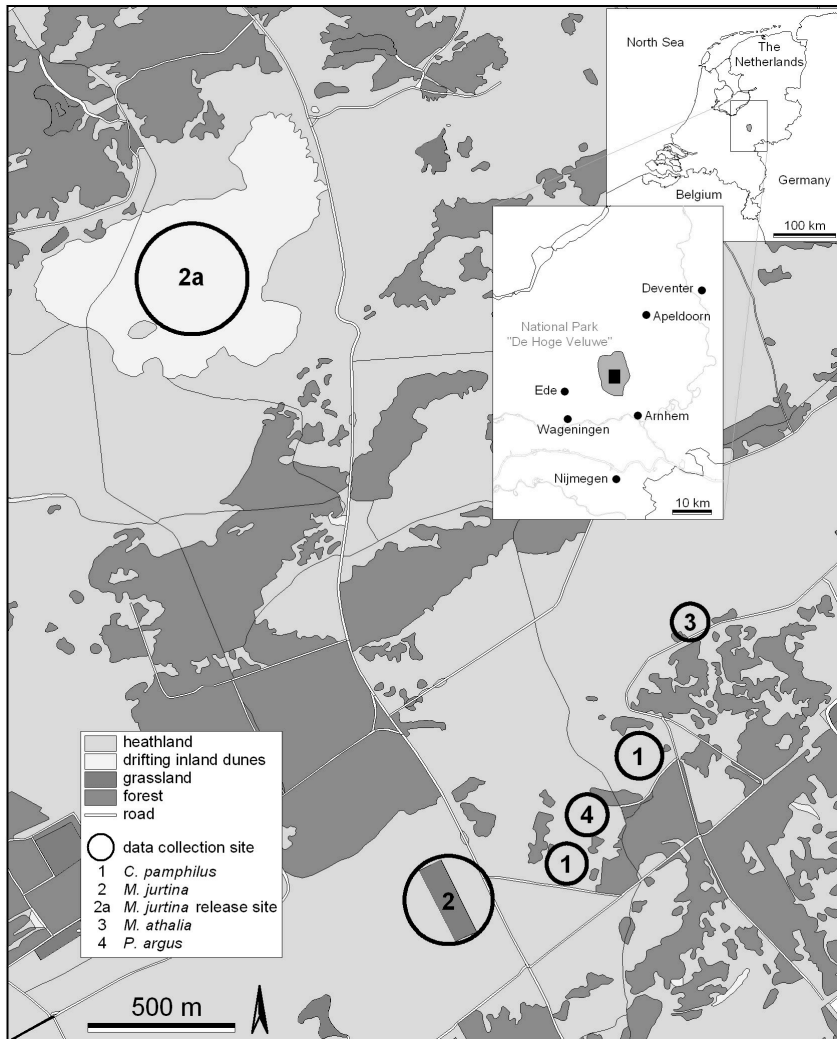 North Sea
The
Netherlands
Germany
Belgium
100 km
2a
Deventer
Apeldoorn
National Park
"De Hoge Veluwe"
Ede
Arnhem
Wageningen
Nijmegen
10 km
3
1
4
1
2
heathland
drifting inland dunes
grassland
forest
road
data collection site
1 C. pamphilus
2 M. jurtina
2a M. jurtina release site
3 M. athalia
4 P. argus
500 m